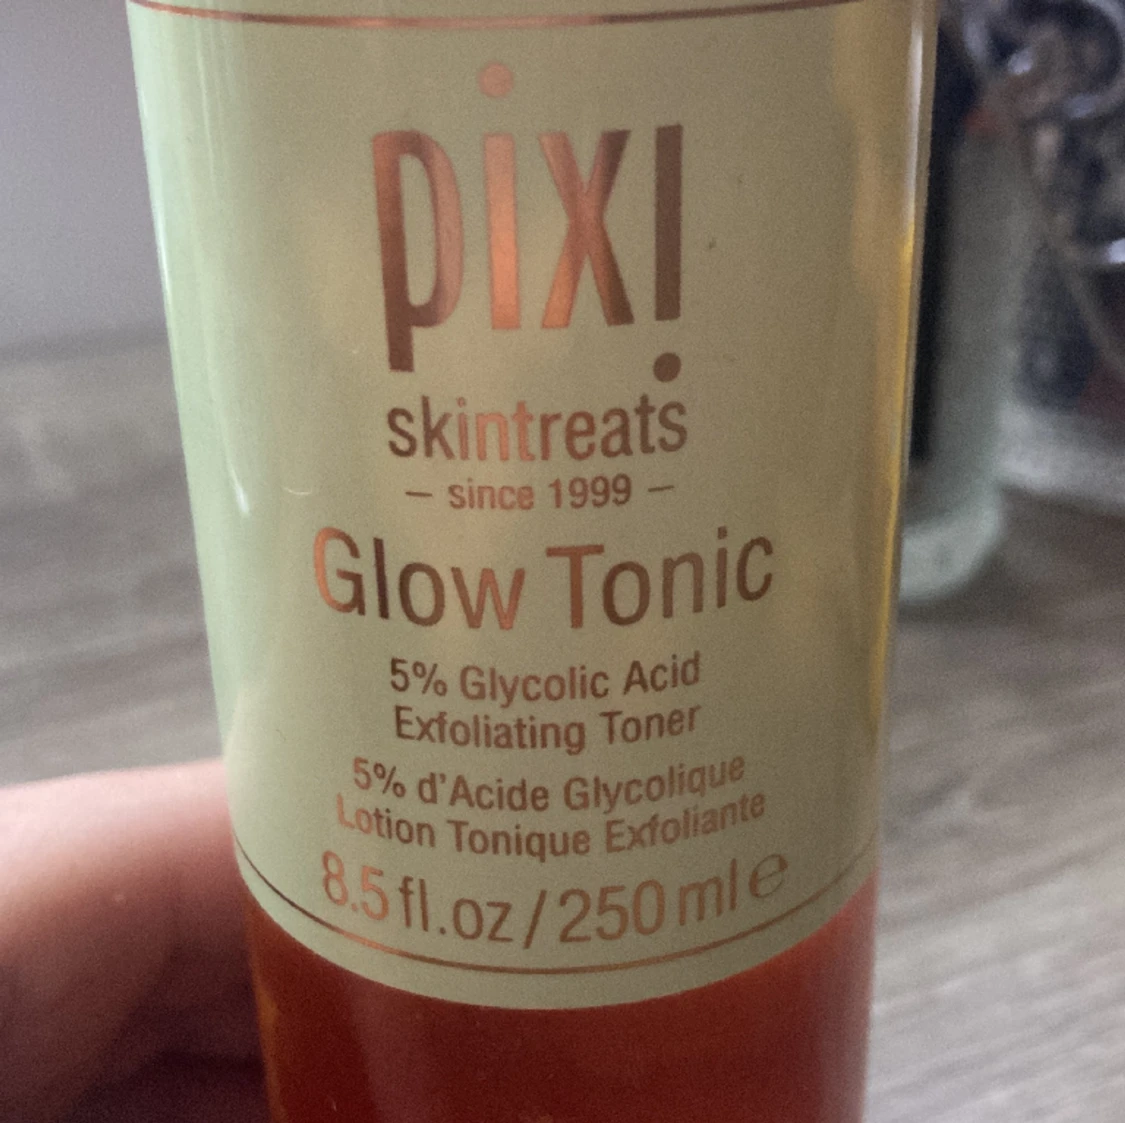 pixi
skintreats
– since 1999 –
Glow Tonic
5% Glycolic Acid
Exfoliating Toner
5% d'Acide Glycolique
Lotion Tonique Exfoliante
8.5 fl.oz / 250 ml ℮